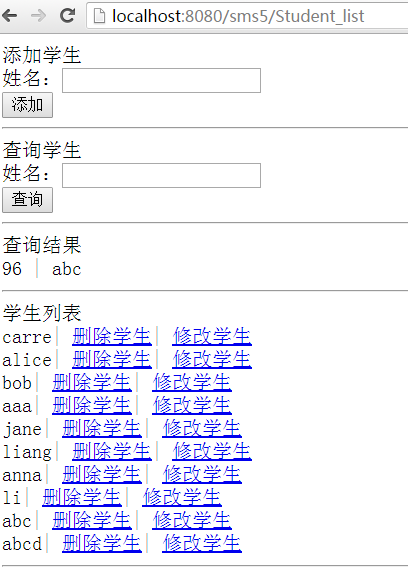 localhost:8080/sms5/Student_list
添加学生
姓名：
添加
查询学生
姓名：
查询
查询结果
96 | abc
学生列表
carre| 删除学生| 修改学生
alice| 删除学生| 修改学生
bob| 删除学生| 修改学生
aaa| 删除学生| 修改学生
jane| 删除学生| 修改学生
liang| 删除学生| 修改学生
anna| 删除学生| 修改学生
li| 删除学生| 修改学生
abc| 删除学生| 修改学生
abcd| 删除学生| 修改学生